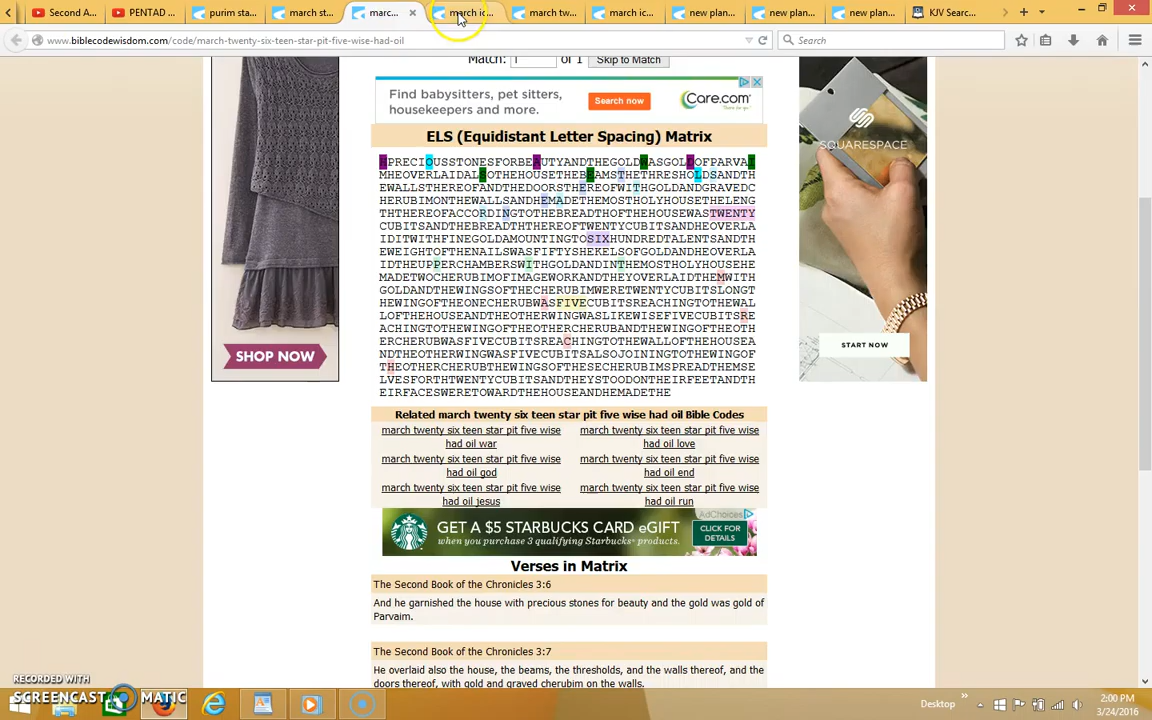 Second A...
PENTAD ...
purim sta...
march st...
marc...
march ic...
march tw...
march ic...
new plan...
new plan...
new plan...
KJV Searc...
www.biblecodewisdom.com/code/march-twenty-six-teen-star-pit-five-wise-had-oil
Search
Match: 1 of 1 Skip to Match
Find babysitters, pet sitters,
housekeepers and more.
Search now
Care.com
ELS (Equidistant Letter Spacing) Matrix
HPRECIOUSSTONESFORBEAUTYANDTHEGOLDWASGOLDOFPARVAI
MHEOVERLAIDALSOTHEHOUSETHEBEAMSTHETHRESHOLDSANDTH
EWALLSTHEREOFANDTHEDOORSTHEREOFWITHGOLDANDGRAVEDC
HERUBIMONTHEWALLSANDHEMADETHEMOSTHOLYHOUSETHELENG
THTHEREOFACCORDINGTOTHEBREADTHOFTHEHOUSEWASTWENTY
CUBITSANDTHEBREADTHTHEREOFTWENTYCUBITSANDHEOVERLA
IDITWITHFINEGOLDAMOUNTINGTOSIXHUNDREDTALENTSANDTH
EWEIGHTOFTHENAILSWASFIFTYSHEKELSOFGOLDANDHEOVERLA
IDTHEUPPERCHAMBERSWITHGOLDANDINTHEMOSTHOLYHOUSEHE
MADETWOCHERUBIMOFIMAGEWORKANDTHEYOVERLAIDTHEMWITH
GOLDANDTHEWINGSOFTHECHERUBIMWERETWENTYCUBITSLONGT
HEWINGOFTHEONECHERUBWASFIVECUBITSREACHINGTOTHEWAL
LOFTHEHOUSEANDTHEOTHERWINGWASLIKEWISEFIVECUBITSRE
ACHINGTOTHEWINGOFTHEOTHERCHERUBANDTHEWINGOFTHEOTH
ERCHERUBWASFIVECUBITSREACHINGTOTHEWALLOFTHEHOUSEA
NDTHEOTHERWINGWASFIVECUBITSALSOJOININGTOTHEWINGOF
THEOTHERCHERUBTHEWINGSOFTHESECHERUBIMSPREADTHEMSE
LVESFORTHTWENTYCUBITSANDTHEYSTOODONTHEIRFEETANDTH
EIRFACESWERETOWARDTHEHOUSEANDHEMADETHE
Related march twenty six teen star pit five wise had oil Bible Codes
march twenty six teen star pit five wise
had oil war
march twenty six teen star pit five wise
had oil love
march twenty six teen star pit five wise
had oil god
march twenty six teen star pit five wise
had oil end
march twenty six teen star pit five wise
had oil jesus
march twenty six teen star pit five wise
had oil run
AdChoices
GET A $5 STARBUCKS CARD eGIFT
when you purchase 3 qualifying Starbucks products.
CLICK FOR
DETAILS
Verses in Matrix
The Second Book of the Chronicles 3:6
And he garnished the house with precious stones for beauty and the gold was gold of
Parvaim.
The Second Book of the Chronicles 3:7
He overlaid also the house, the beams, the thresholds, and the walls thereof, and the
doors thereof, with gold and graved cherubim on the walls.
SHOP NOW
SQUARESPACE
START NOW
RECORDED WITH
SCREENCAST MATIC
Desktop
2:00 PM
3/24/2016